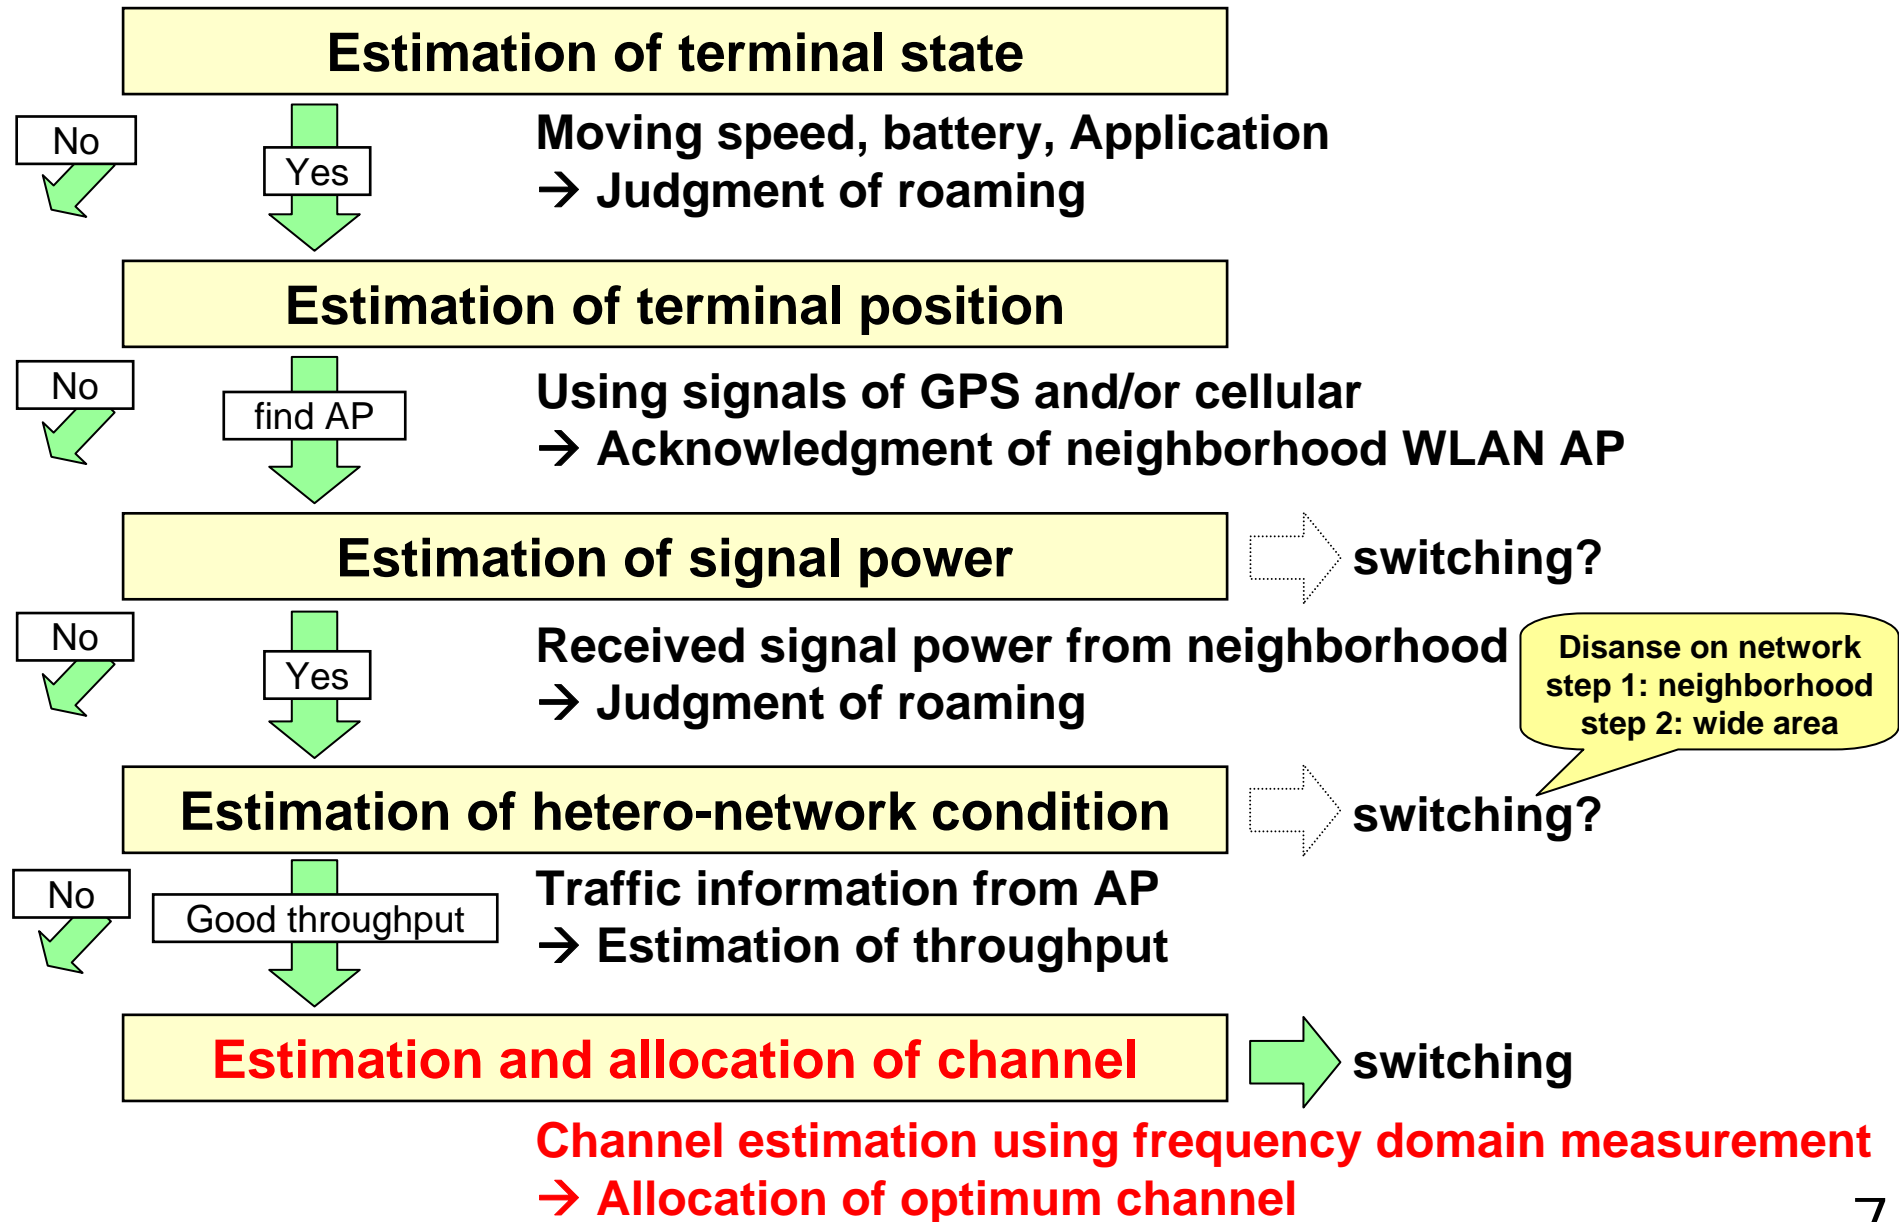 Estimation of terminal state
No
Yes
Moving speed, battery, Application
→ Judgment of roaming
Estimation of terminal position
No
find AP
Using signals of GPS and/or cellular
→ Acknowledgment of neighborhood WLAN AP
Estimation of signal power
switching?
No
Yes
Received signal power from neighborhood
→ Judgment of roaming
Disanse on network
step 1: neighborhood
step 2: wide area
Estimation of hetero-network condition
switching?
No
Good throughput
Traffic information from AP
→ Estimation of throughput
Estimation and allocation of channel
switching
Channel estimation using frequency domain measurement
→ Allocation of optimum channel
7